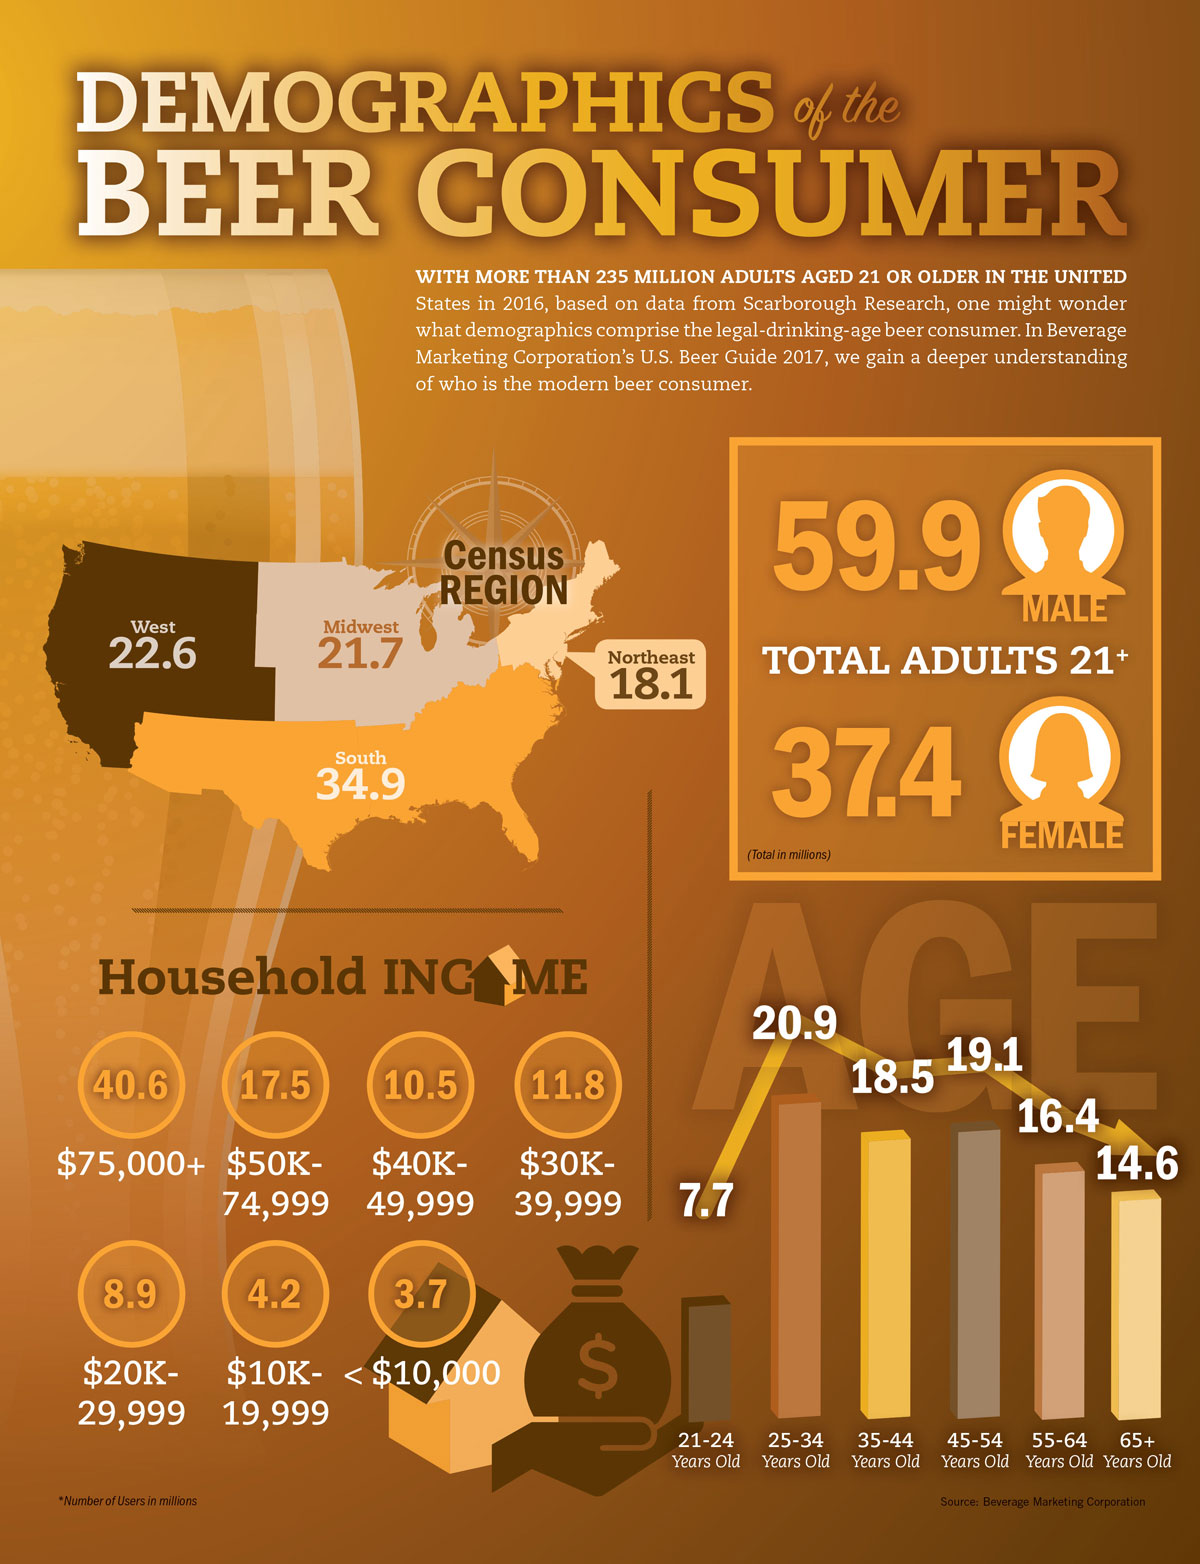 DEMOGRAPHICS of the
BEER CONSUMER
WITH MORE THAN 235 MILLION ADULTS AGED 21 OR OLDER IN THE UNITED
States in 2016, based on data from Scarborough Research, one might wonder
what demographics comprise the legal-drinking-age beer consumer. In Beverage
Marketing Corporation's U.S. Beer Guide 2017, we gain a deeper understanding
of who is the modern beer consumer.
Census
REGION
West
22.6
Midwest
21.7
Northeast
18.1
South
34.9
59.9
MALE
TOTAL ADULTS 21+
37.4
FEMALE
(Total in millions)
Household INCOME
40.6
$75,000+
17.5
$50K-
74,999
10.5
$40K-
49,999
11.8
$30K-
39,999
8.9
$20K-
29,999
4.2
$10K-
19,999
3.7
< $10,000
$
AGE
7.7
20.9
18.5
19.1
16.4
14.6
21-24
Years Old
25-34
Years Old
35-44
Years Old
45-54
Years Old
55-64
Years Old
65+
Years Old
*Number of Users in millions
Source: Beverage Marketing Corporation